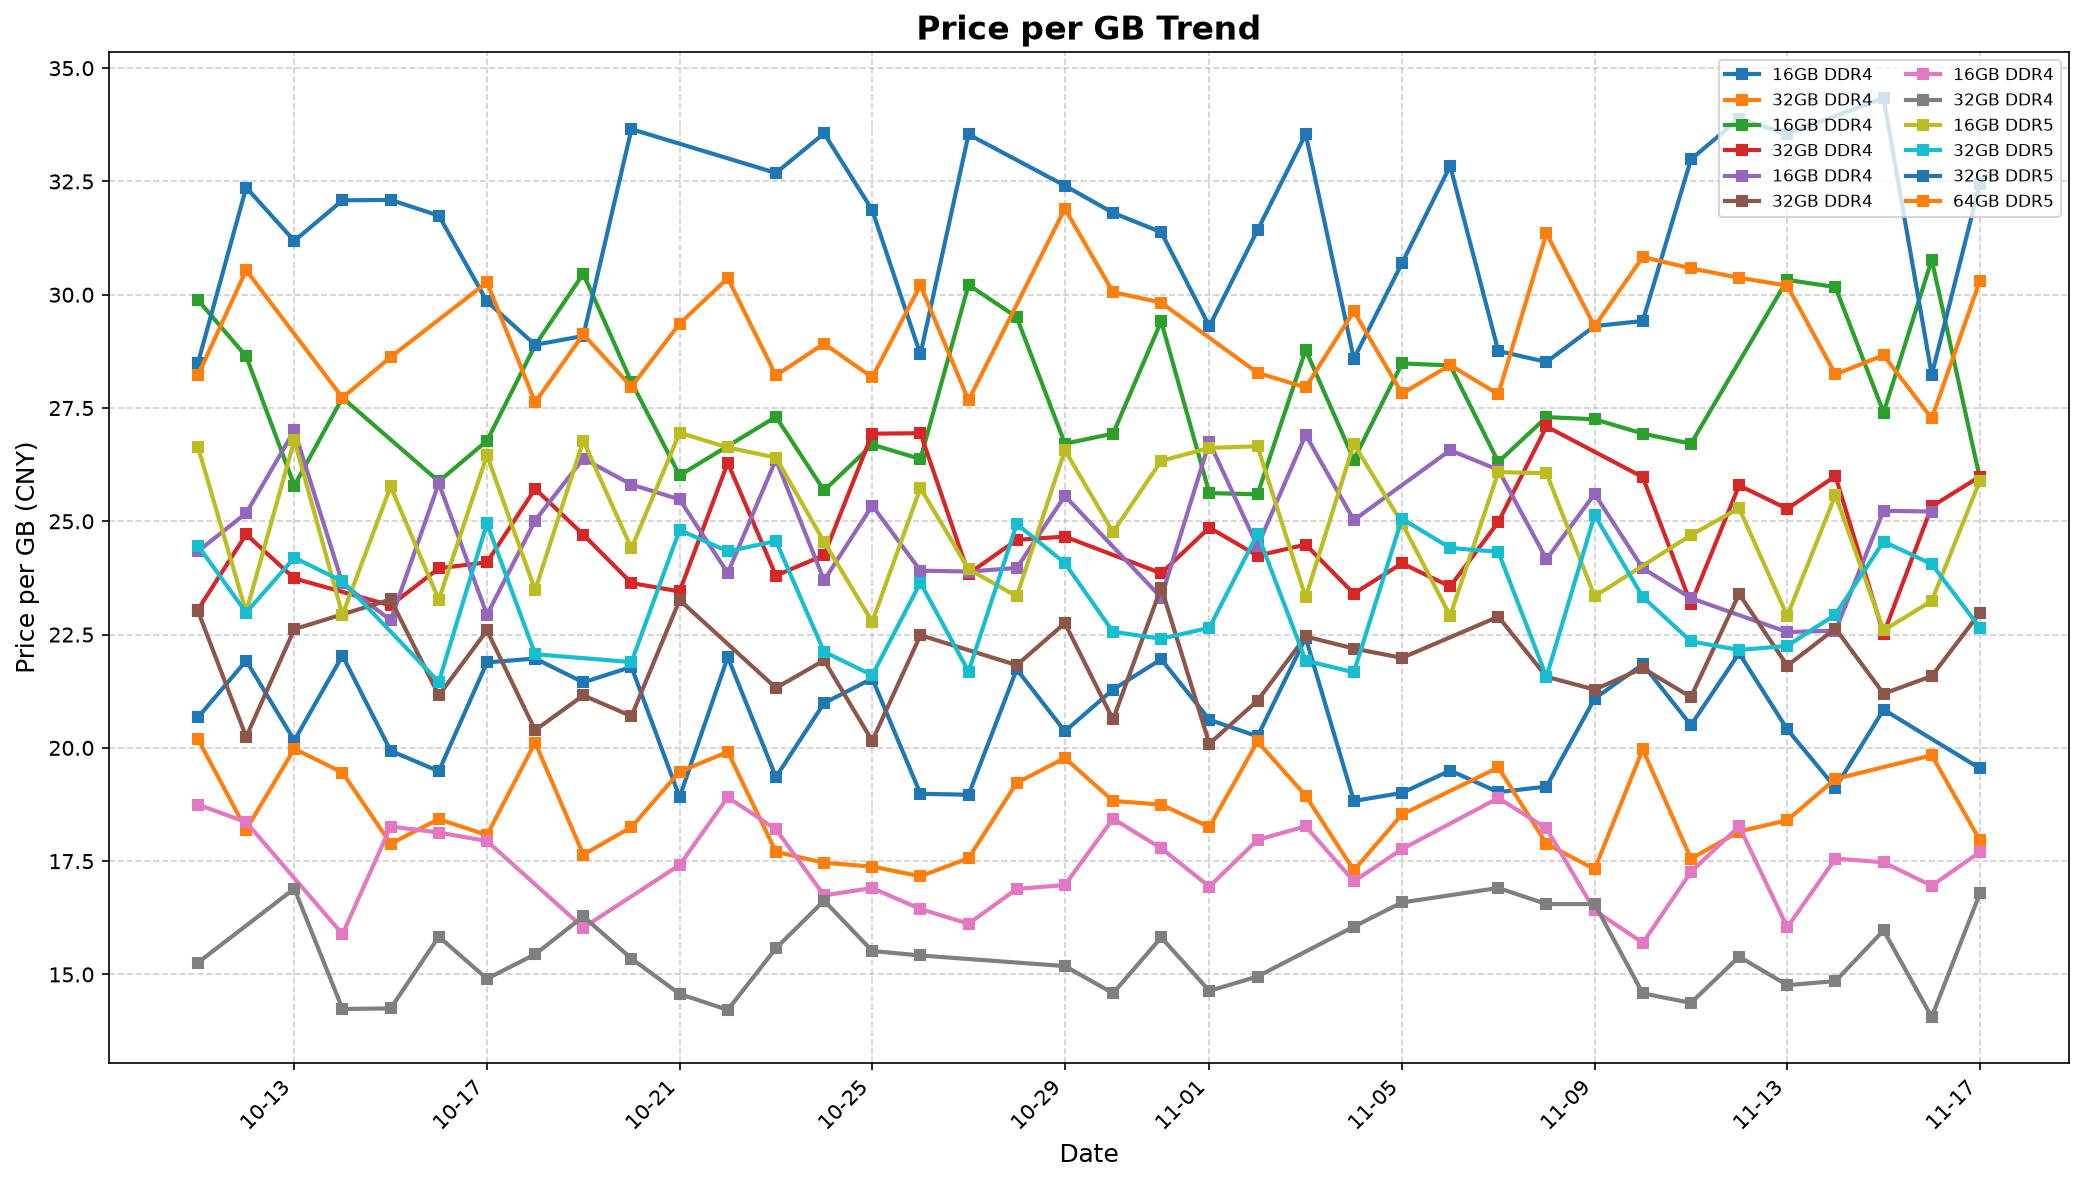 Price per GB Trend
35.0
32.5
30.0
27.5
25.0
22.5
20.0
17.5
15.0
Price per GB (CNY)
16GB DDR4
32GB DDR4
16GB DDR4
32GB DDR4
16GB DDR4
32GB DDR4
16GB DDR4
32GB DDR4
16GB DDR5
32GB DDR5
32GB DDR5
64GB DDR5
10-13
10-17
10-21
10-25
10-29
11-01
11-05
11-09
11-13
11-17
Date